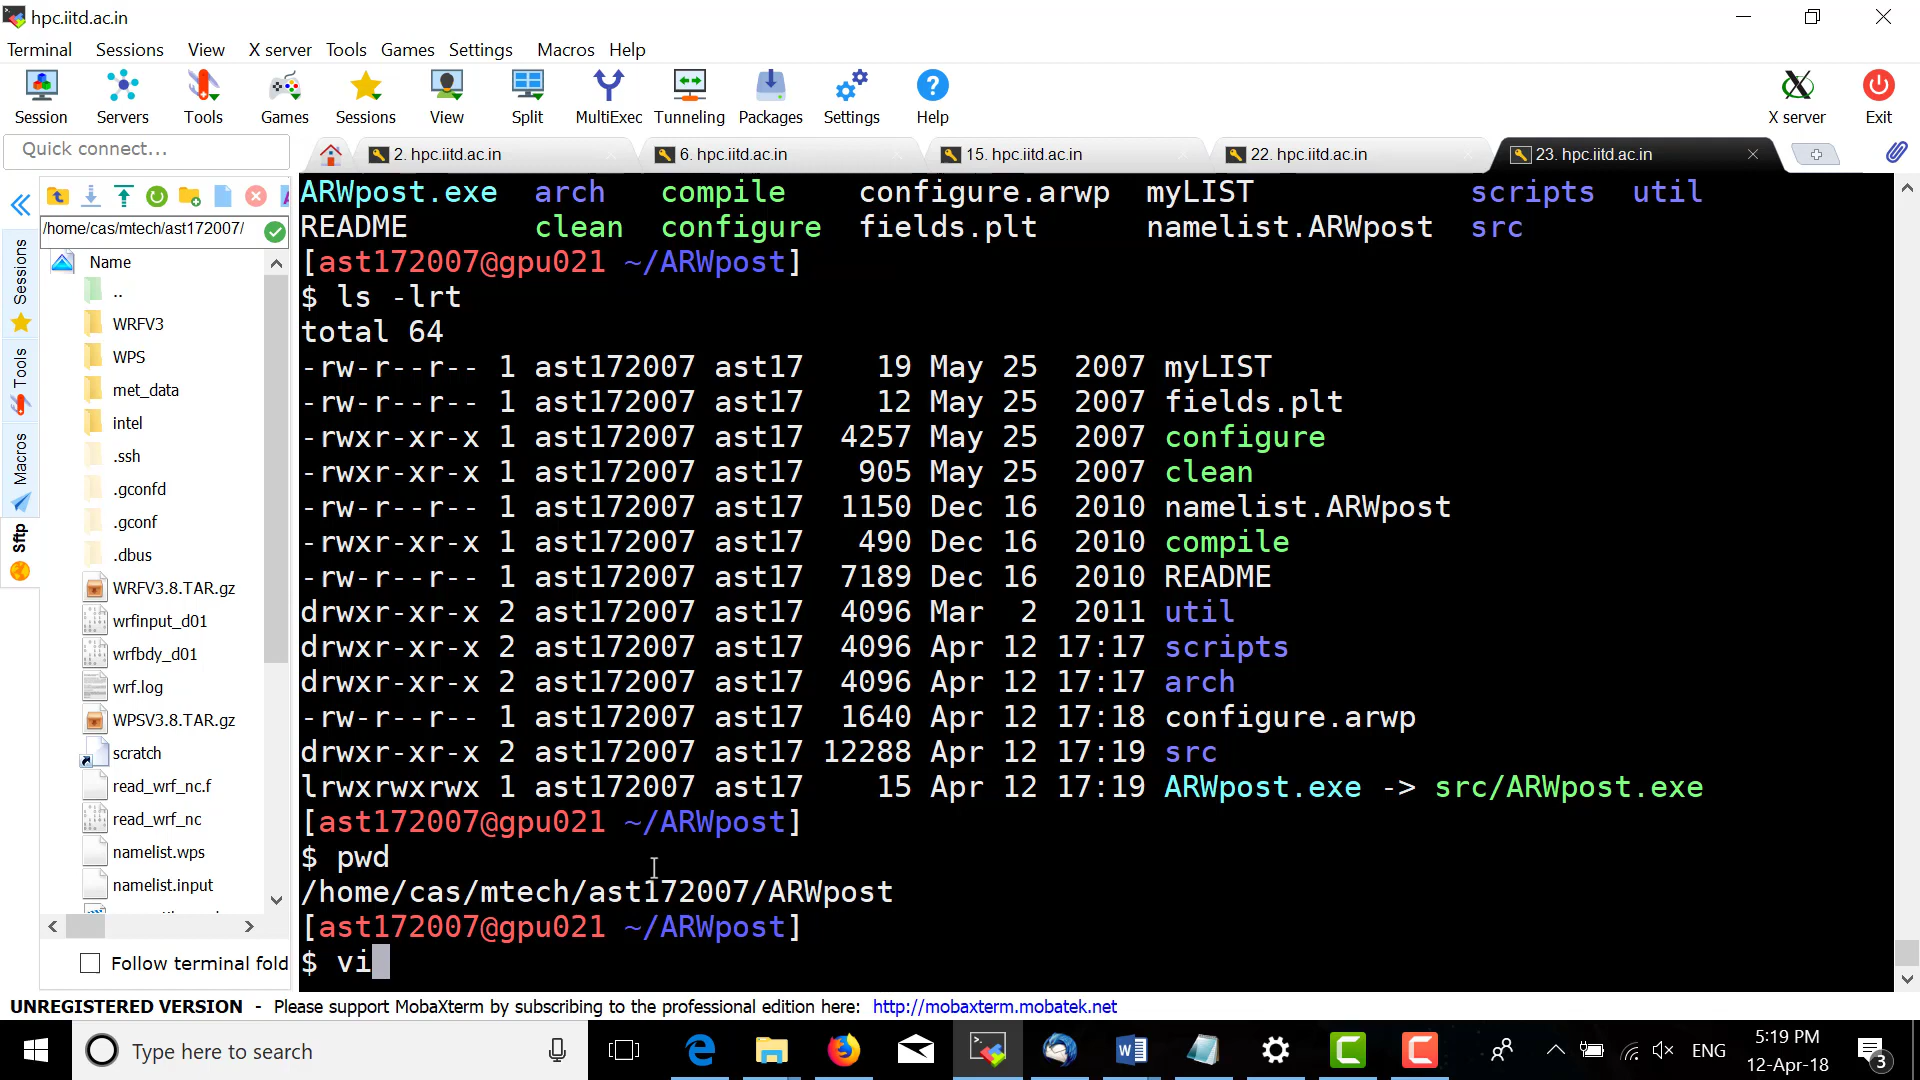 hpc.iitd.ac.in
Terminal Sessions View X server Tools Games Settings Macros Help
Session Servers Tools Games Sessions View Split MultiExec Tunneling Packages Settings Help X server Exit
Quick connect...
2. hpc.iitd.ac.in 6. hpc.iitd.ac.in 15. hpc.iitd.ac.in 22. hpc.iitd.ac.in 23. hpc.iitd.ac.in
/home/cas/mtech/ast172007/
Sessions
Tools
Macros
Sftp
Name
..
WRFV3
WPS
met_data
intel
.ssh
.gconfd
.gconf
.dbus
WRFV3.8.TAR.gz
wrfinput_d01
wrfbdy_d01
wrf.log
WPSV3.8.TAR.gz
scratch
read_wrf_nc.f
read_wrf_nc
namelist.wps
namelist.input
Follow terminal fold
ARWpost.exe arch compile configure.arwp myLIST scripts util
README clean configure fields.plt namelist.ARWpost src
[ast172007@gpu021 ~/ARWpost]
$ ls -lrt
total 64
-rw-r--r-- 1 ast172007 ast17 19 May 25 2007 myLIST
-rw-r--r-- 1 ast172007 ast17 12 May 25 2007 fields.plt
-rwxr-xr-x 1 ast172007 ast17 4257 May 25 2007 configure
-rwxr-xr-x 1 ast172007 ast17 905 May 25 2007 clean
-rw-r--r-- 1 ast172007 ast17 1150 Dec 16 2010 namelist.ARWpost
-rwxr-xr-x 1 ast172007 ast17 490 Dec 16 2010 compile
-rw-r--r-- 1 ast172007 ast17 7189 Dec 16 2010 README
drwxr-xr-x 2 ast172007 ast17 4096 Mar 2 2011 util
drwxr-xr-x 2 ast172007 ast17 4096 Apr 12 17:17 scripts
drwxr-xr-x 2 ast172007 ast17 4096 Apr 12 17:17 arch
-rw-r--r-- 1 ast172007 ast17 1640 Apr 12 17:18 configure.arwp
drwxr-xr-x 2 ast172007 ast17 12288 Apr 12 17:19 src
lrwxrwxrwx 1 ast172007 ast17 15 Apr 12 17:19 ARWpost.exe -> src/ARWpost.exe
[ast172007@gpu021 ~/ARWpost]
$ pwd
/home/cas/mtech/ast172007/ARWpost
[ast172007@gpu021 ~/ARWpost]
$ vi
UNREGISTERED VERSION - Please support MobaXterm by subscribing to the professional edition here: http://mobaxterm.mobatek.net
Type here to search
ENG
5:19 PM
12-Apr-18
3